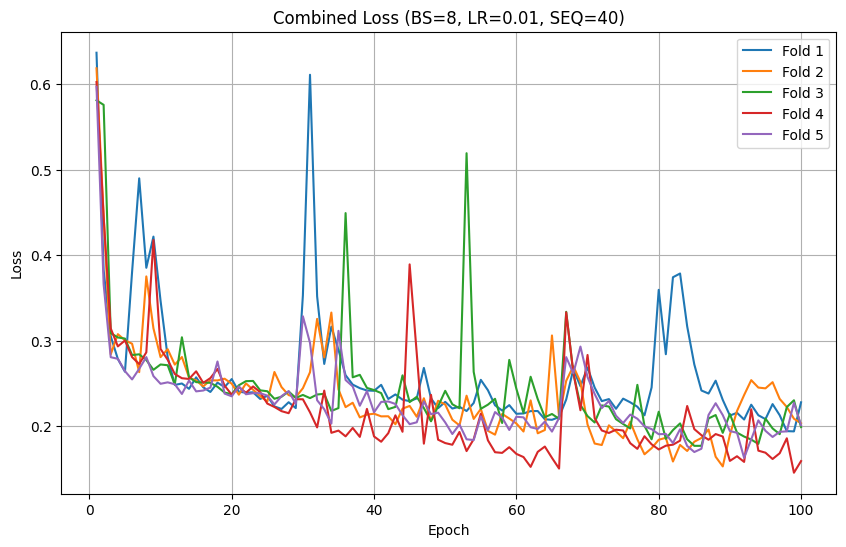 Combined Loss (BS=8, LR=0.01, SEQ=40)
Fold 1
Fold 2
Fold 3
Fold 4
Fold 5
0.6
0.5
0.4
0.3
0.2
Loss
0 20 40 60 80 100
Epoch